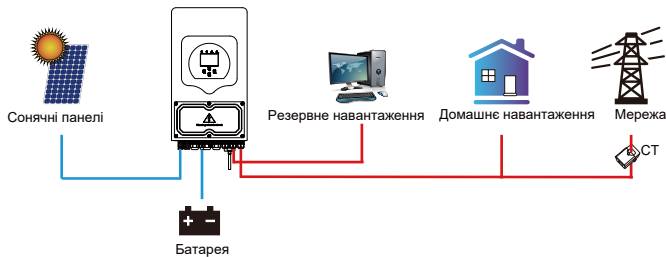 Сонячні панелі
Резервне навантаження
Домашнє навантаження
Мережа
CT
Батарея